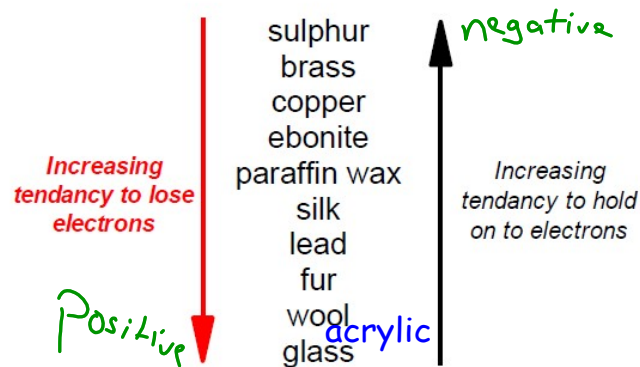 sulphur
negative
brass
copper
ebonite
paraffin wax
silk
lead
fur
wool
acrylic
glass
Increasing
tendancy to lose
electrons
Increasing
tendancy to hold
on to electrons
Positive